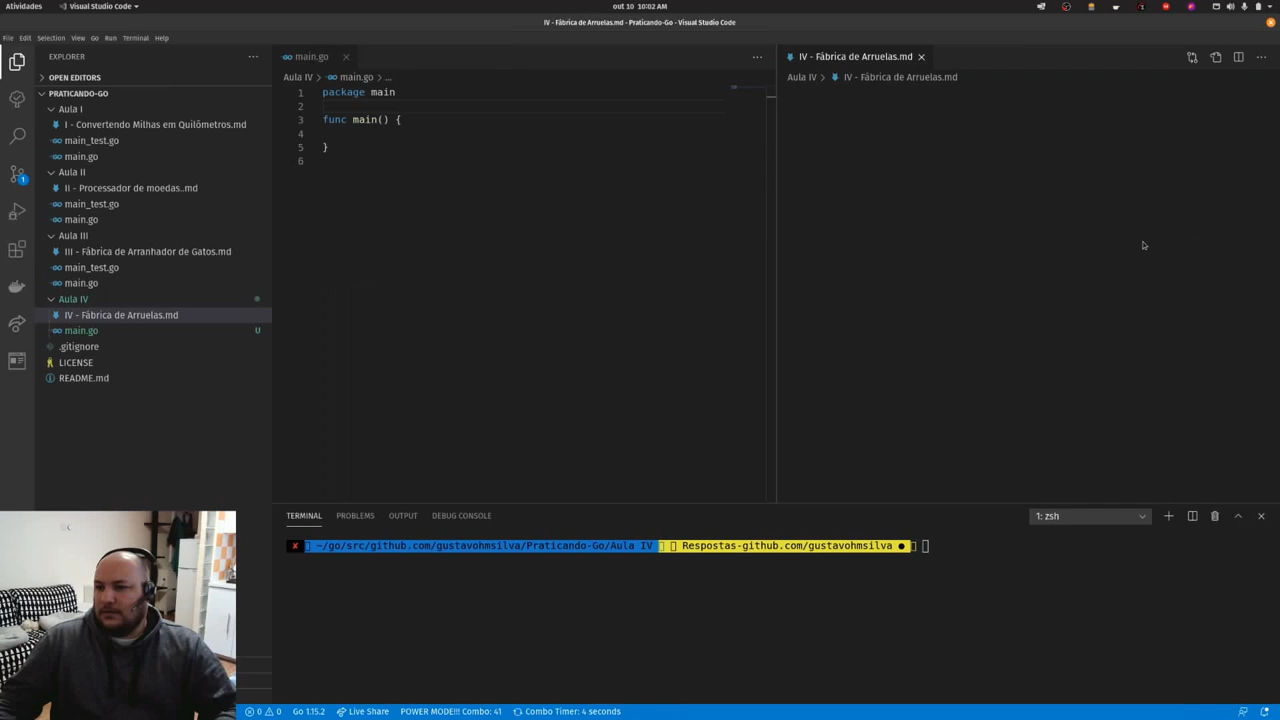 Atividades
Visual Studio Code
out 10 10:02 AM
IV - Fábrica de Arruelas.md - Praticando-Go - Visual Studio Code
File Edit Selection View Go Run Terminal Help
EXPLORER
OPEN EDITORS
PRATICANDO-GO
Aula I
I - Convertendo Milhas em Quilômetros.md
main_test.go
main.go
Aula II
II - Processador de moedas..md
main_test.go
main.go
Aula III
III - Fábrica de Arranhador de Gatos.md
main_test.go
main.go
Aula IV
IV - Fábrica de Arruelas.md
main.go U
.gitignore
LICENSE
README.md
1
main.go
Aula IV > main.go > ...
1 package main
2
3 func main() {
4
5 }
6
IV - Fábrica de Arruelas.md
Aula IV > IV - Fábrica de Arruelas.md
TERMINAL PROBLEMS OUTPUT DEBUG CONSOLE
1: zsh
~/go/src/github.com/gustavohmsilva/Praticando-Go/Aula IV Respostas-github.com/gustavohmsilva ●
0 0 Go 1.15.2 Live Share POWER MODE!!! Combo: 41 Combo Timer: 4 seconds